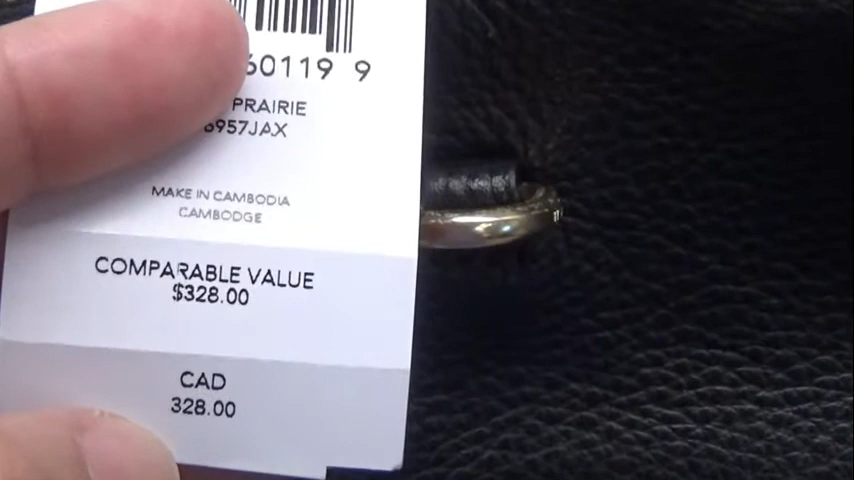 60119 9
PRAIRIE
6957JAX
MAKE IN CAMBODIA
CAMBODGE
COMPARABLE VALUE
$328.00
CAD
328.00